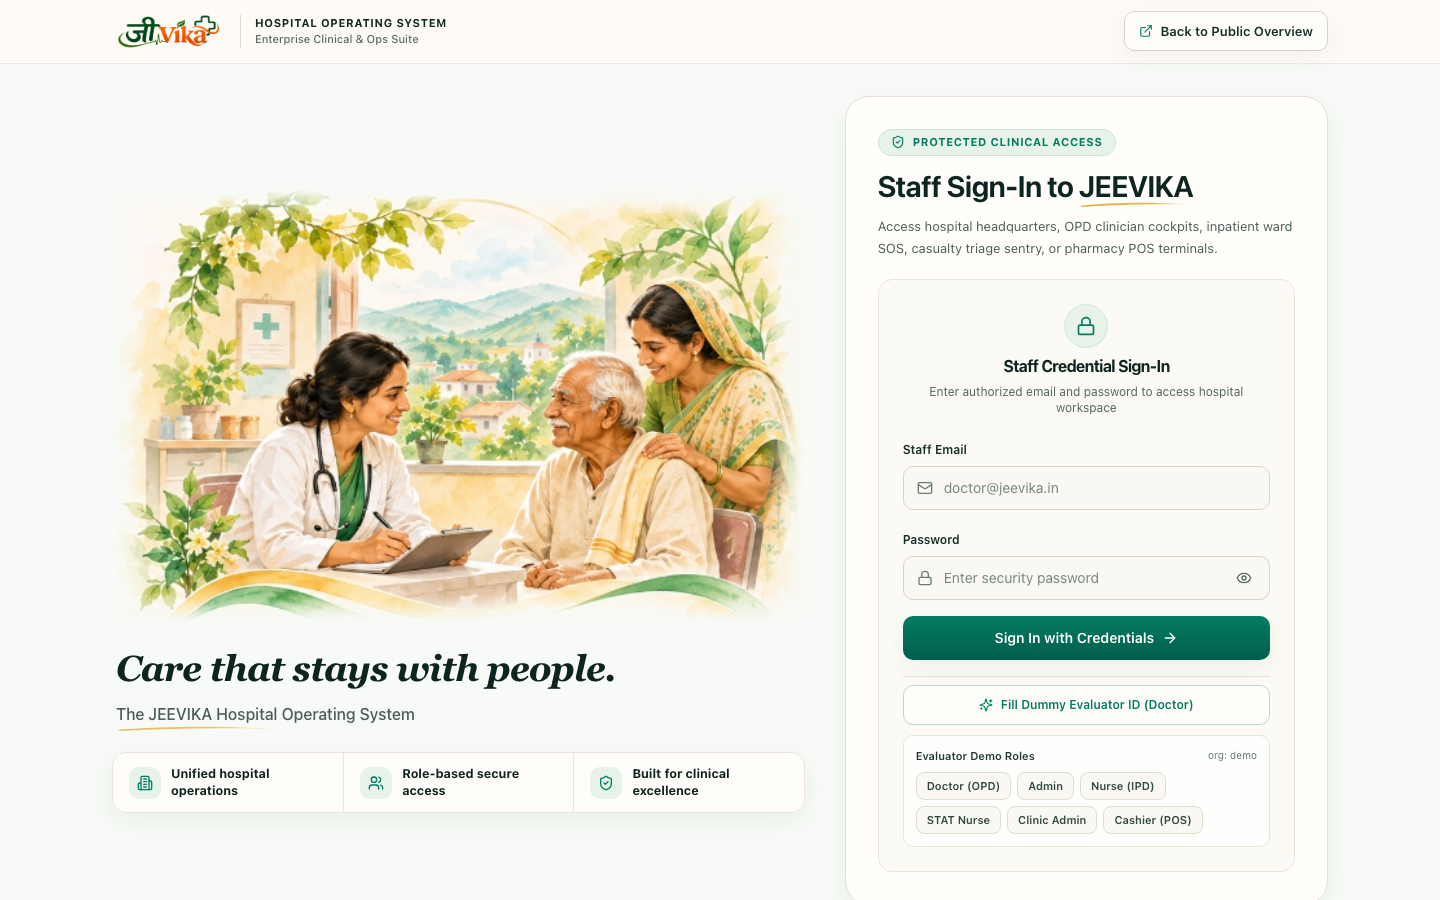 जीvika
HOSPITAL OPERATING SYSTEM
Enterprise Clinical & Ops Suite
Back to Public Overview
Care that stays with people.
The JEEVIKA Hospital Operating System
Unified hospital
operations
Role-based secure
access
Built for clinical
excellence
PROTECTED CLINICAL ACCESS
Staff Sign-In to JEEVIKA
Access hospital headquarters, OPD clinician cockpits, inpatient ward
SOS, casualty triage sentry, or pharmacy POS terminals.
Staff Credential Sign-In
Enter authorized email and password to access hospital
workspace
Staff Email
doctor@jeevika.in
Password
Enter security password
Sign In with Credentials
Fill Dummy Evaluator ID (Doctor)
Evaluator Demo Roles org: demo
Doctor (OPD) Admin Nurse (IPD)
STAT Nurse Clinic Admin Cashier (POS)